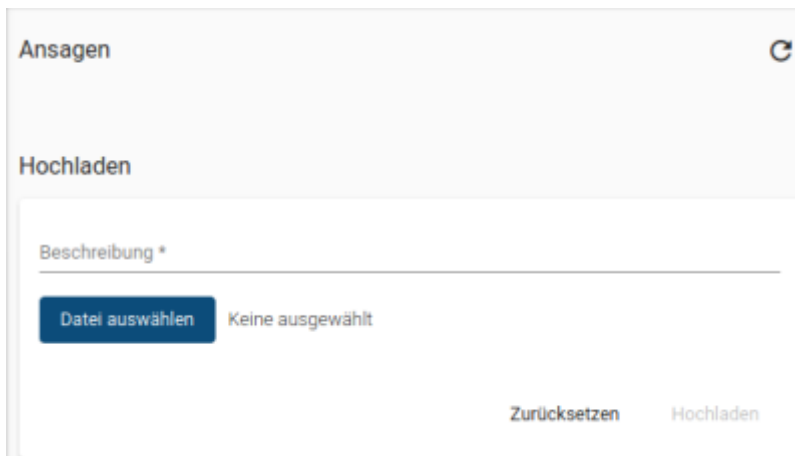 Ansagen
Hochladen
Beschreibung *
Datei auswählen Keine ausgewählt
Zurücksetzen Hochladen